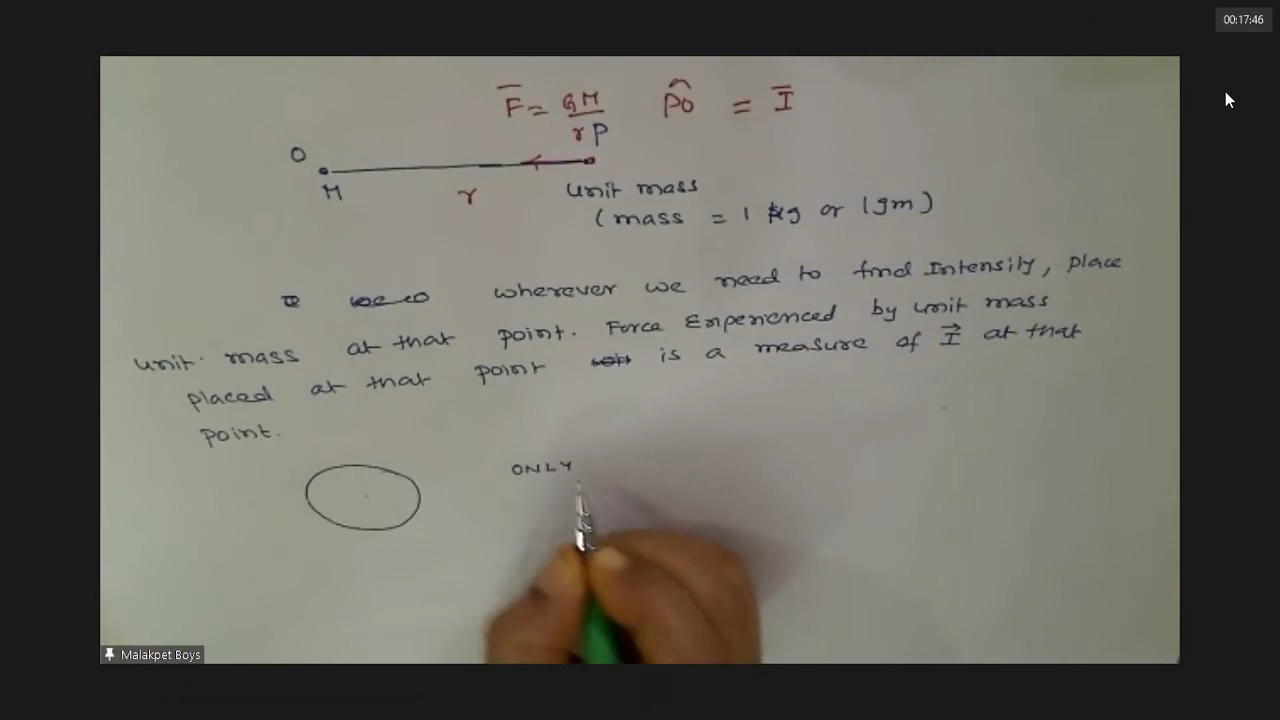 00:17:46
F̅ = GM/r P̂O = I̅
O P
M r unit mass
(mass = 1 kg or 1gm)
wherever we need to find Intensity, place
unit mass at that point. Force Experienced by unit mass
placed at that point is a measure of I⃗ at that
point.
ONLY
Malakpet Boys